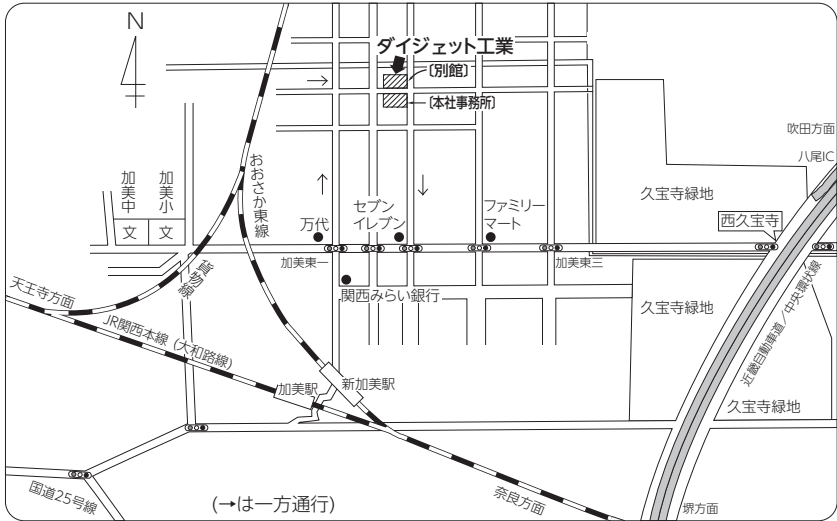 N
ダイジェット工業
〔別館〕
〔本社事務所〕
吹田方面
八尾IC
加美中
加美小
文
文
おおさか東線
久宝寺緑地
西久宝寺
万代
セブン
イレブン
ファミリー
マート
加美東一
加美東三
貨物線
関西みらい銀行
天王寺方面
JR関西本線 (大和路線)
久宝寺緑地
近畿自動車道/中央環状線
加美駅
新加美駅
久宝寺緑地
国道25号線
(→は一方通行)
奈良方面
堺方面